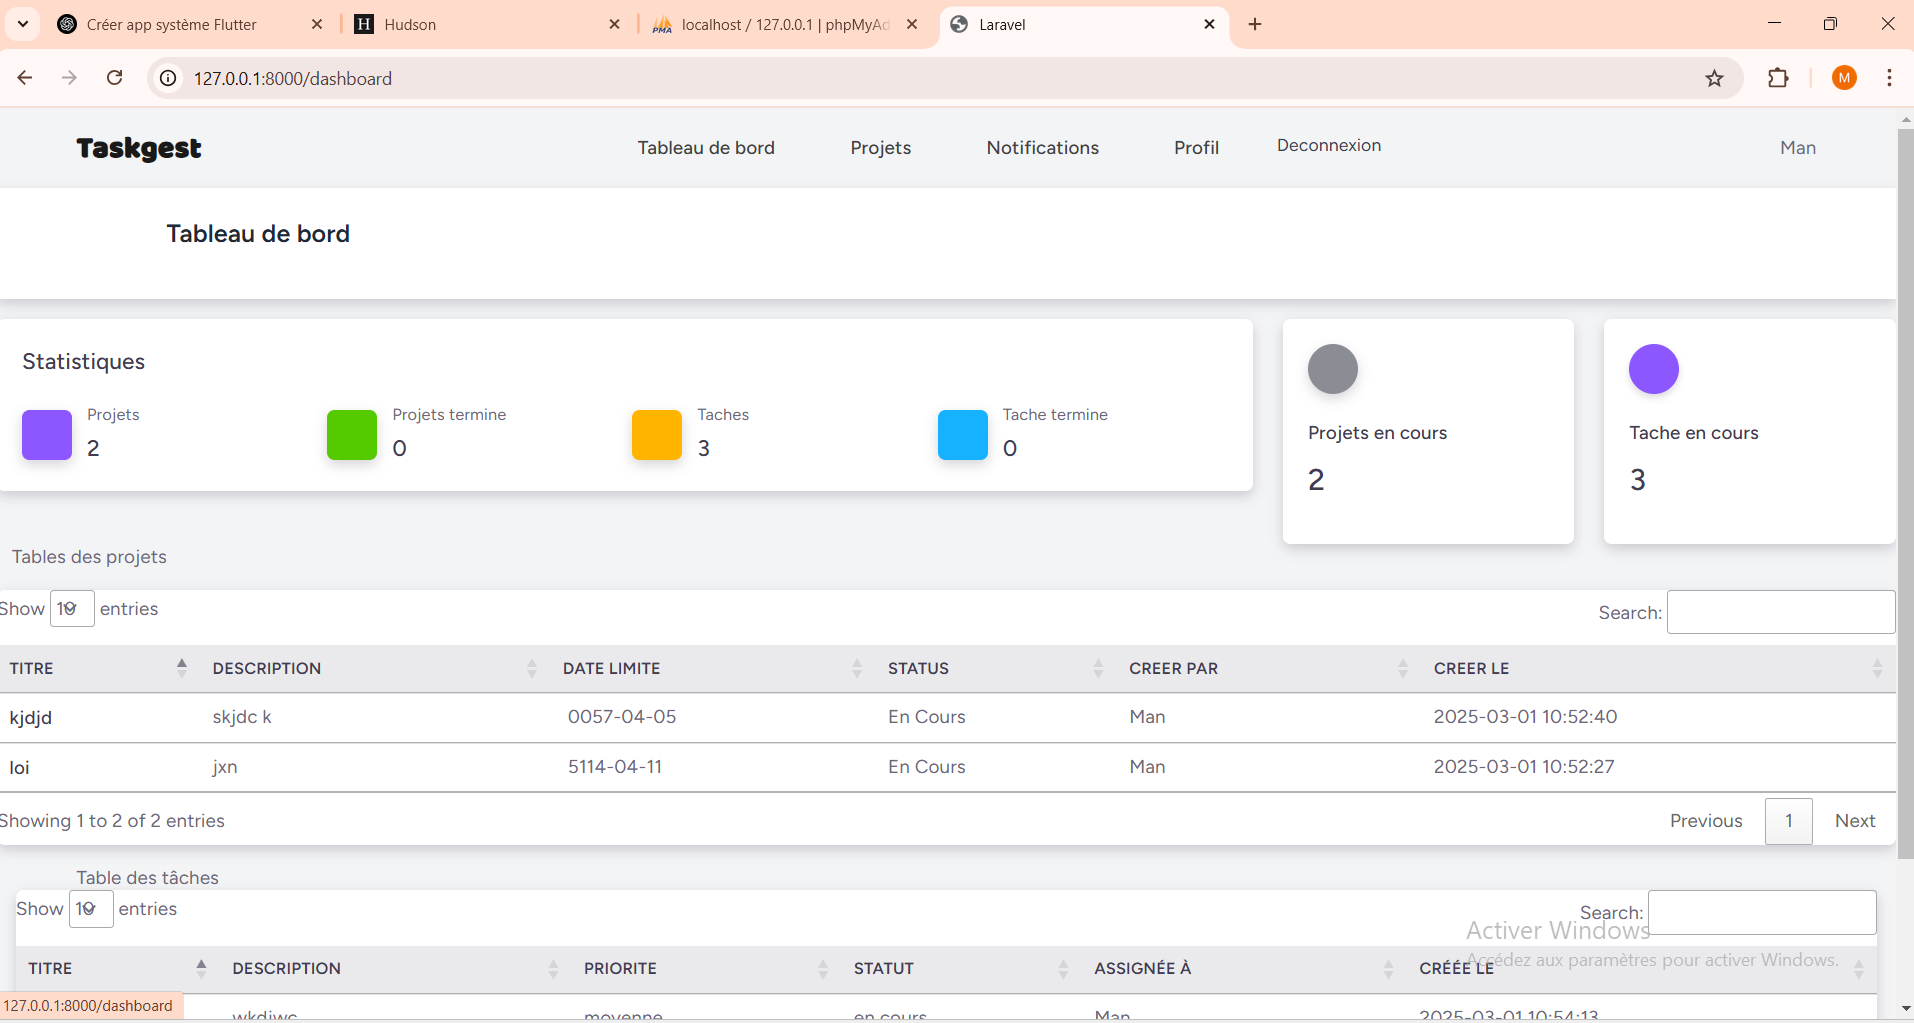 Créer app système Flutter
Hudson
localhost / 127.0.0.1 | phpMyAd
Laravel
127.0.0.1:8000/dashboard
M
Taskgest
Tableau de bord
Projets
Notifications
Profil
Deconnexion
Man
Tableau de bord
Statistiques
Projets
2
Projets termine
0
Taches
3
Tache termine
0
Projets en cours
2
Tache en cours
3
Tables des projets
Show 10 entries
Search:
TITRE DESCRIPTION DATE LIMITE STATUS CREER PAR CREER LE
kjdjd skjdc k 0057-04-05 En Cours Man 2025-03-01 10:52:40
loi jxn 5114-04-11 En Cours Man 2025-03-01 10:52:27
Showing 1 to 2 of 2 entries
Previous 1 Next
Table des tâches
Show 10 entries
Search:
Activer Windows
Accédez aux paramètres pour activer Windows.
TITRE DESCRIPTION PRIORITE STATUT ASSIGNÉE À CRÉÉE LE
wkdjwc moyenne en cours Man 2025-03-01 10:54:13
127.0.0.1:8000/dashboard